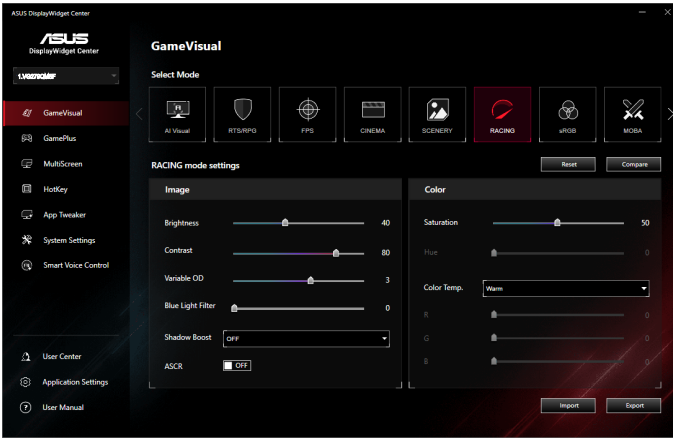 ASUS DisplayWidget Center
ASUS
DisplayWidget Center
GameVisual
GamePlus
MultiScreen
HotKey
App Tweaker
System Settings
Smart Voice Control
User Center
Application Settings
User Manual
GameVisual
Select Mode
AI Visual RTS/RPG FPS CINEMA SCENERY RACING sRGB MOBA
RACING mode settings Reset Compare
Image
Brightness 40
Contrast 80
Variable OD 3
Blue Light Filter 0
Shadow Boost OFF
ASCR OFF
Color
Saturation 50
Hue 0
Color Temp. Warm
R 0
G 0
B 0
Import Export